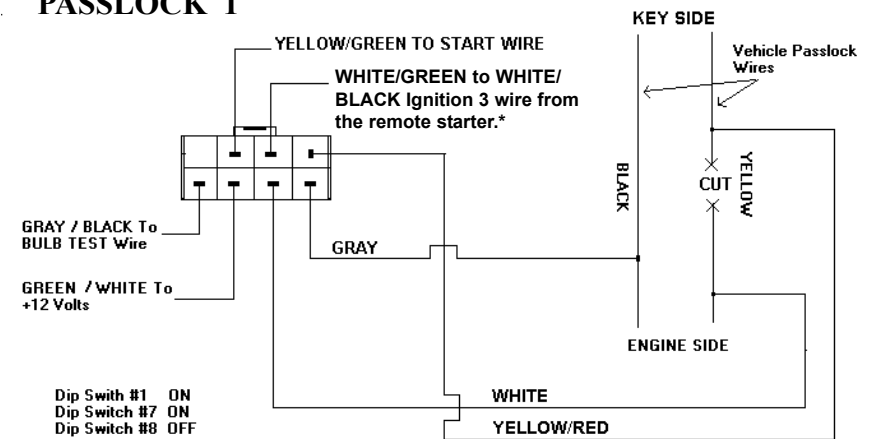 PASSLOCK 1
KEY SIDE
YELLOW/GREEN TO START WIRE
Vehicle Passlock
Wires
WHITE/GREEN to WHITE/
BLACK Ignition 3 wire from
the remote starter.*
BLACK
YELLOW
CUT
GRAY / BLACK To
BULB TEST Wire
GRAY
GREEN / WHITE To
+12 Volts
ENGINE SIDE
Dip Swith #1 ON
Dip Switch #7 ON
Dip Switch #8 OFF
WHITE
YELLOW/RED